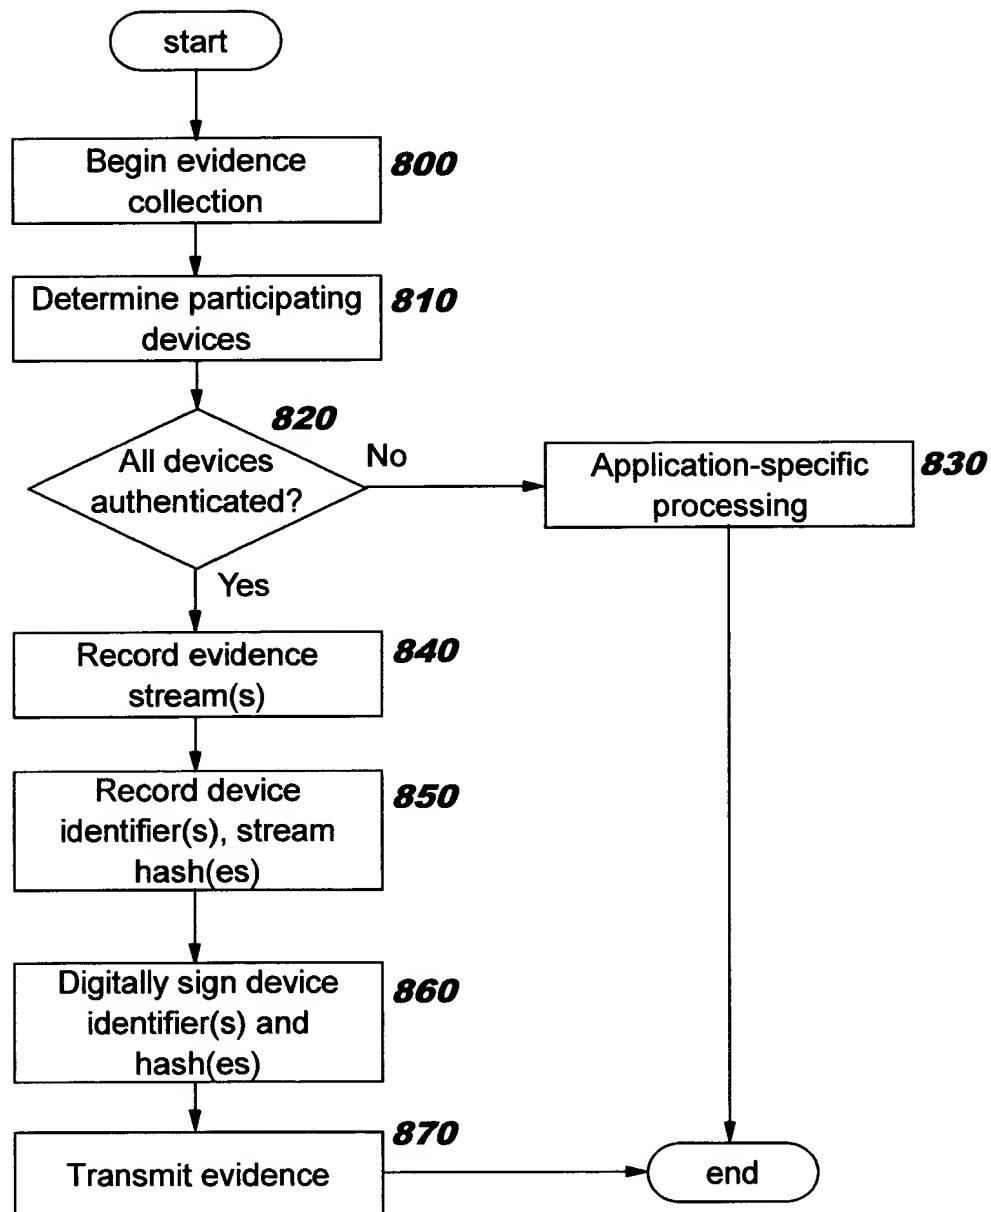 start
Begin evidence
collection
800
Determine participating
devices
810
820
All devices
authenticated?
No
Application-specific
processing
830
Yes
Record evidence
stream(s)
840
Record device
identifier(s), stream
hash(es)
850
Digitally sign device
identifier(s) and
hash(es)
860
870
Transmit evidence
end